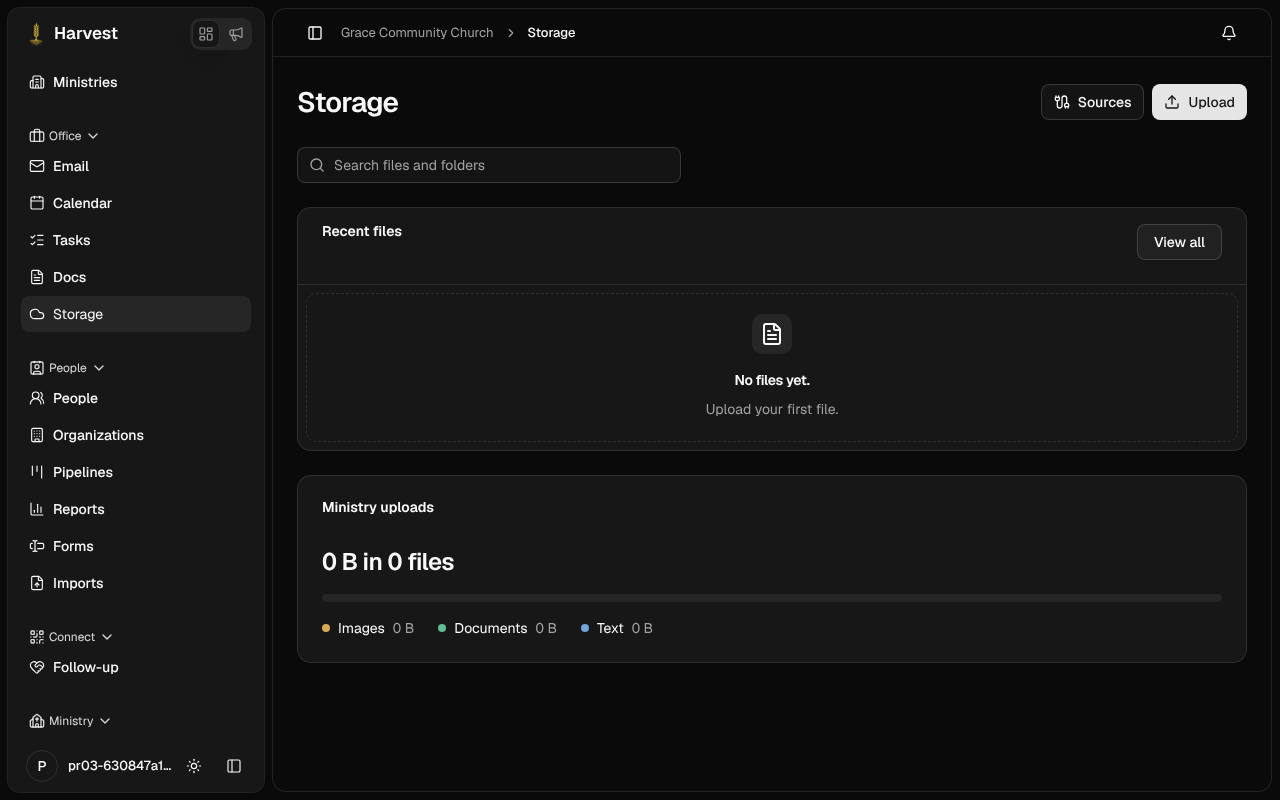 Harvest
Ministries
Office
Email
Calendar
Tasks
Docs
Storage
People
People
Organizations
Pipelines
Reports
Forms
Imports
Connect
Follow-up
Ministry
P
pr03-630847a1...
Grace Community Church
Storage
Storage
Sources
Upload
Search files and folders
Recent files
View all
No files yet.
Upload your first file.
Ministry uploads
0 B in 0 files
Images 0 B Documents 0 B Text 0 B